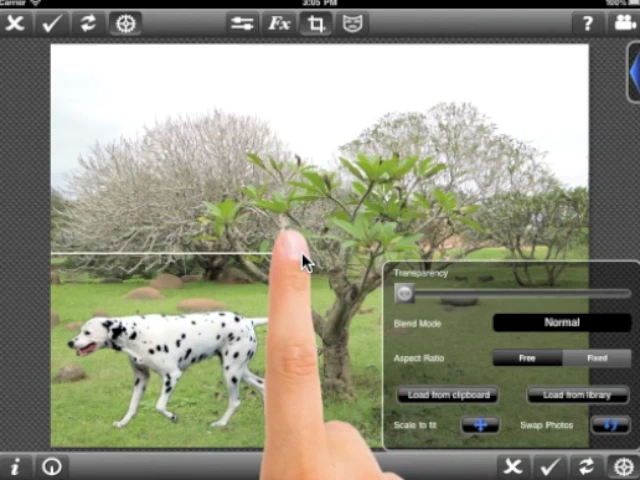 Carrier 3:05 PM 100%
Fx ?
Transparency
Blend Mode Normal
Aspect Ratio Free Fixed
Load from clipboard Load from library
Scale to fit Swap Photos
i